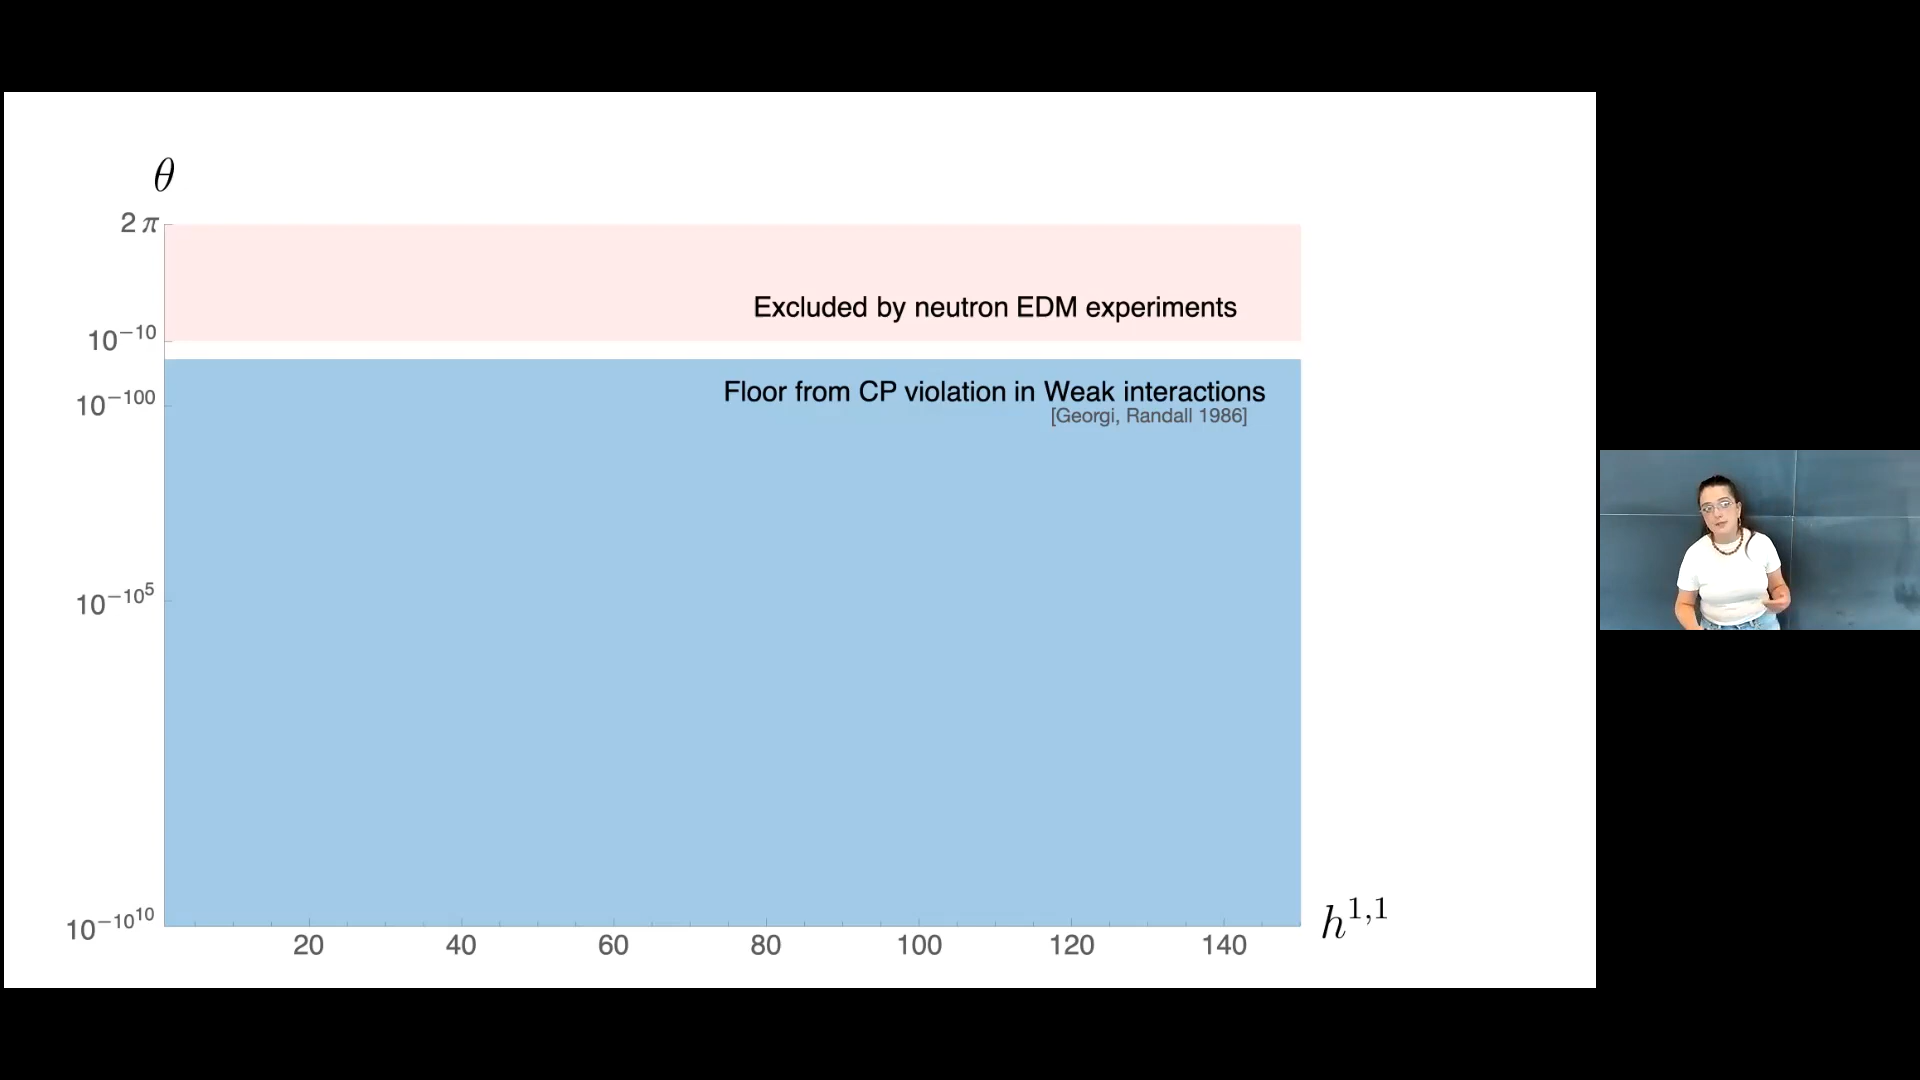 θ
2 π
Excluded by neutron EDM experiments
10⁻¹⁰
Floor from CP violation in Weak interactions
10⁻¹⁰⁰
[Georgi, Randall 1986]
10^−10^5
10^−10^10
h^1,1
20 40 60 80 100 120 140